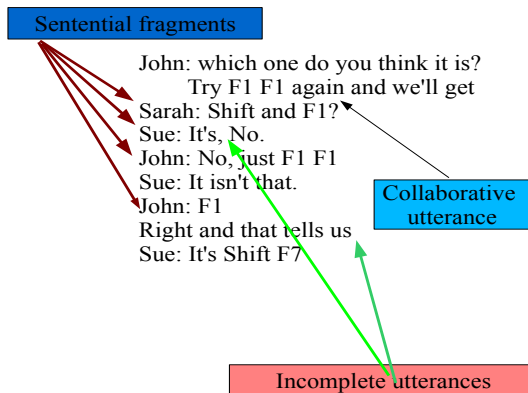 Sentential fragments
John: which one do you think it is?
Try F1 F1 again and we'll get
Sarah: Shift and F1?
Sue: It's, No.
John: No, just F1 F1
Sue: It isn't that.
John: F1
Right and that tells us
Sue: It's Shift F7
Collaborative
utterance
Incomplete utterances